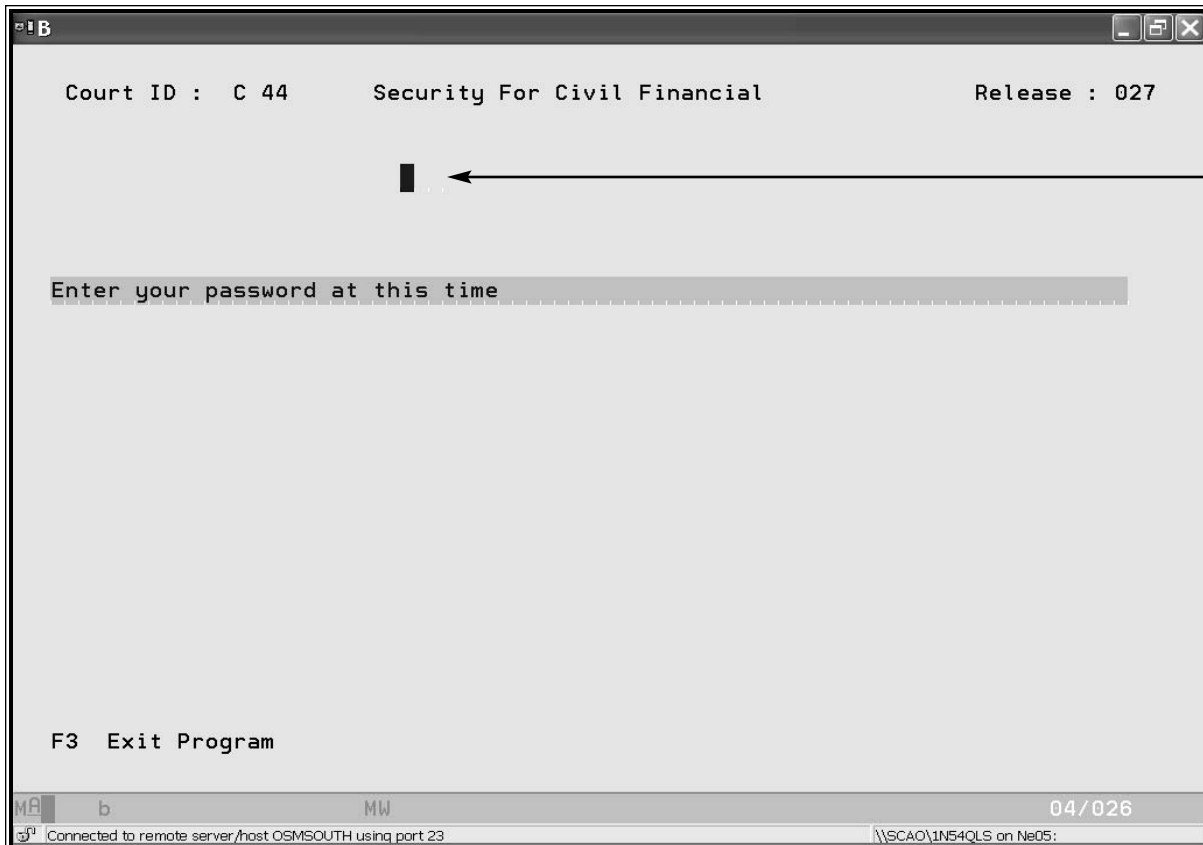 B
Court ID : C 44 Security For Civil Financial Release : 027
Enter your password at this time
F3 Exit Program
MA b MW 04/026
Connected to remote server/host OSMSOUTH using port 23 \\SCAO\1N54QLS on Ne05: